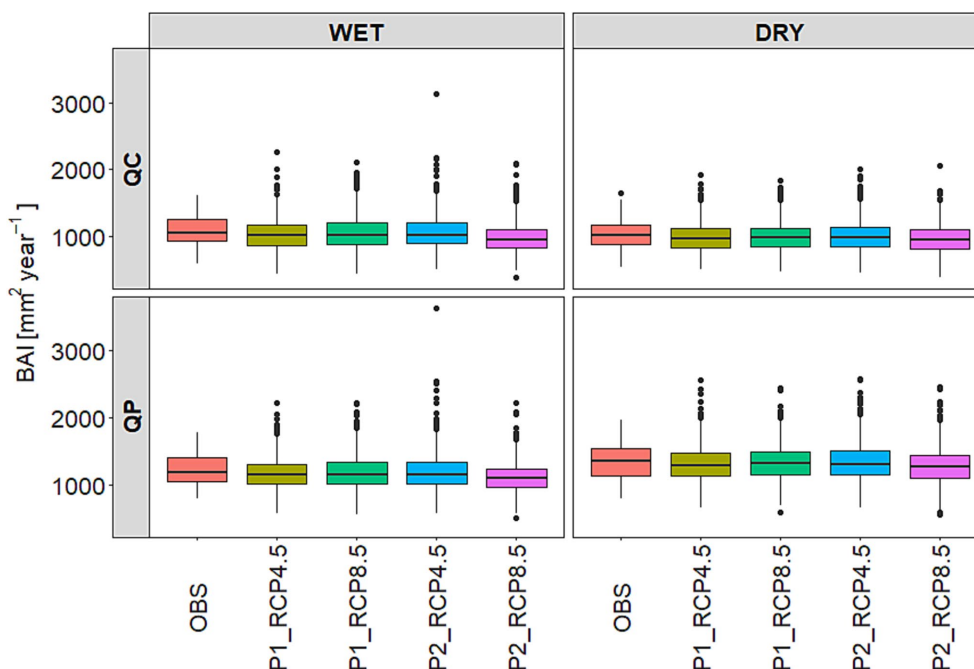 WET DRY
QC
3000
2000
1000
QP
3000
2000
1000
BAI [mm² year⁻¹ ]
OBS P1_RCP4.5 P1_RCP8.5 P2_RCP4.5 P2_RCP8.5 OBS P1_RCP4.5 P1_RCP8.5 P2_RCP4.5 P2_RCP8.5